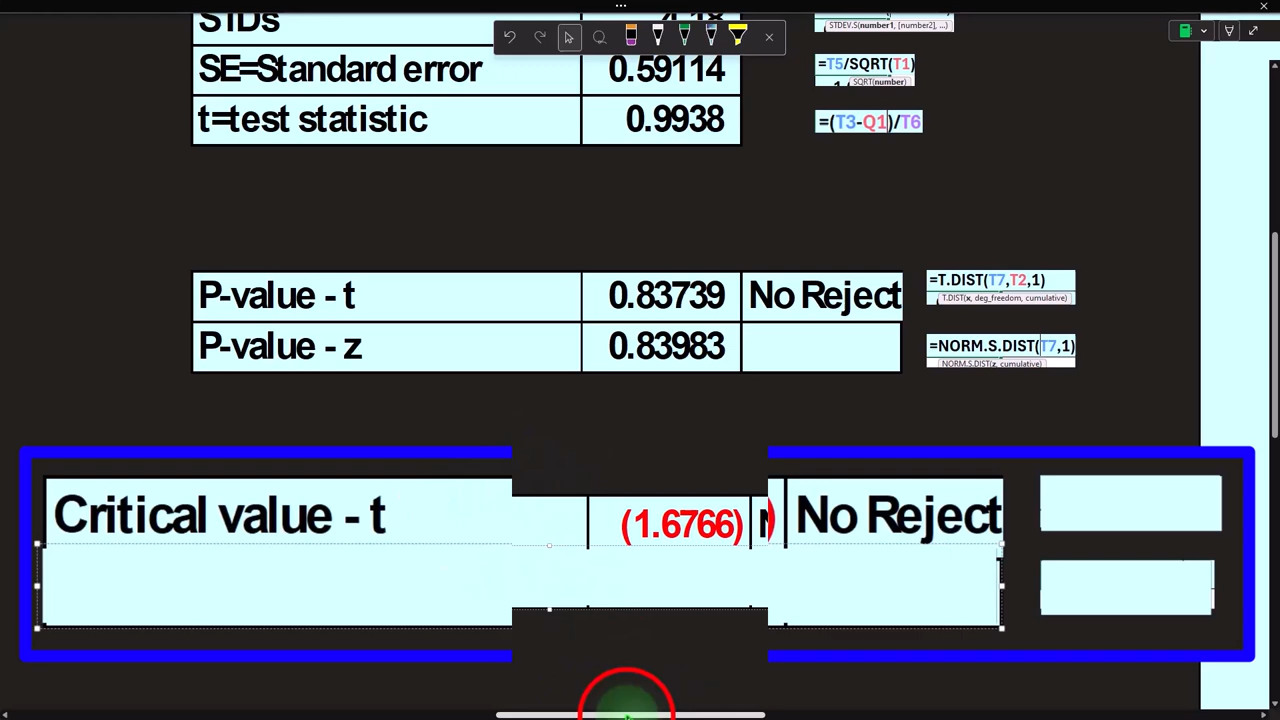 STDs 4.18
STDEV.S(number1, [number2], ...)
SE=Standard error 0.59114 =T5/SQRT(T1)
SQRT(number)
t=test statistic 0.9938 =(T3-Q1)/T6
P-value - t 0.83739 No Reject =T.DIST(T7,T2,1)
T.DIST(x, deg_freedom, cumulative)
P-value - z 0.83983 =NORM.S.DIST(T7,1)
NORM.S.DIST(z, cumulative)
Critical value - t (1.6766) No Reject